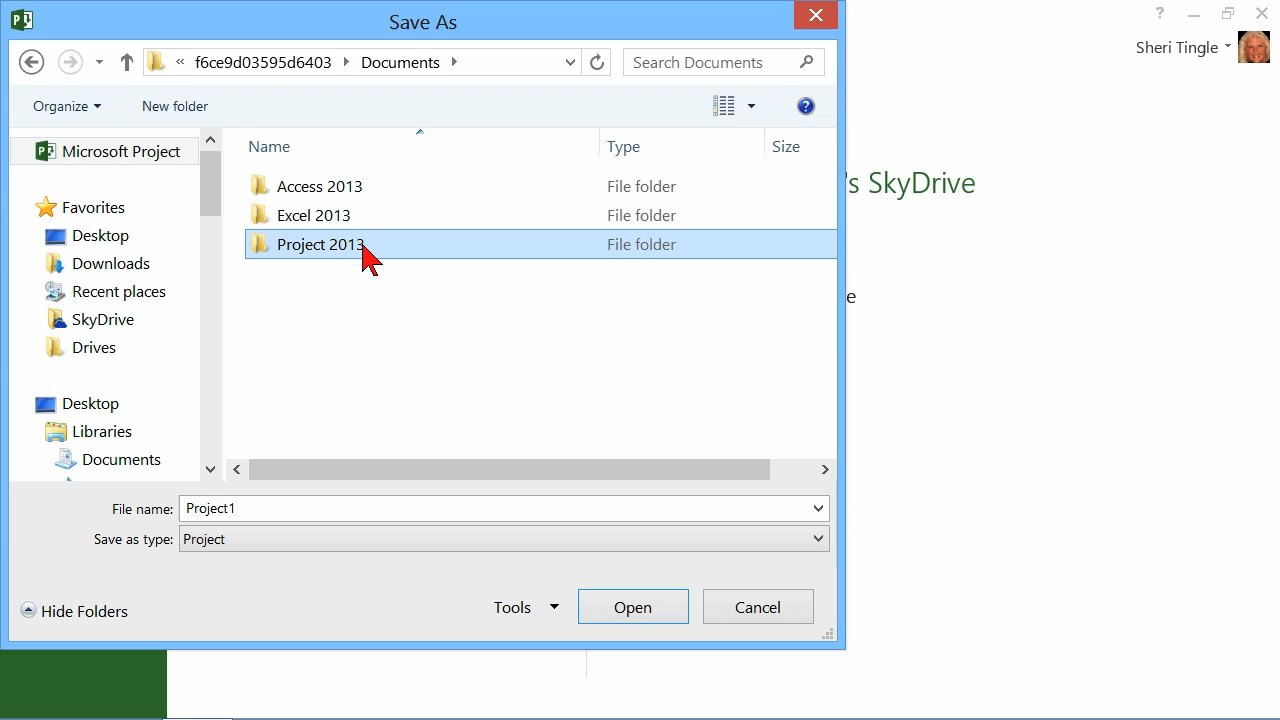 Save As
« f6ce9d03595d6403 Documents
Search Documents
Organize
New folder
Microsoft Project
Favorites
Desktop
Downloads
Recent places
SkyDrive
Drives
Desktop
Libraries
Documents
Name Type Size
Access 2013 File folder
Excel 2013 File folder
Project 2013 File folder
File name: Project1
Save as type: Project
Hide Folders
Tools
Open
Cancel
?
Sheri Tingle
's SkyDrive
e